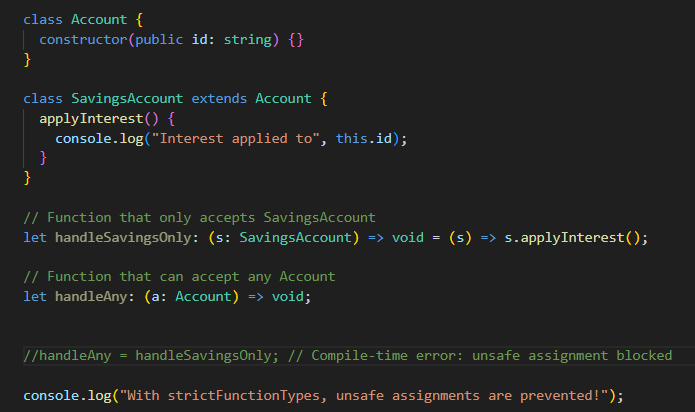 class Account {
  constructor(public id: string) {}
}
class SavingsAccount extends Account {
  applyInterest() {
    console.log("Interest applied to", this.id);
  }
}
// Function that only accepts SavingsAccount
let handleSavingsOnly: (s: SavingsAccount) => void = (s) => s.applyInterest();
// Function that can accept any Account
let handleAny: (a: Account) => void;
//handleAny = handleSavingsOnly; // Compile-time error: unsafe assignment blocked
console.log("With strictFunctionTypes, unsafe assignments are prevented!");